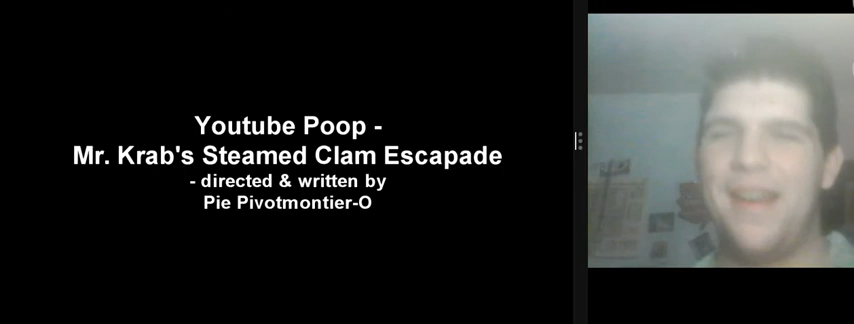 Youtube Poop -
Mr. Krab's Steamed Clam Escapade
- directed & written by
Pie Pivotmontier-O